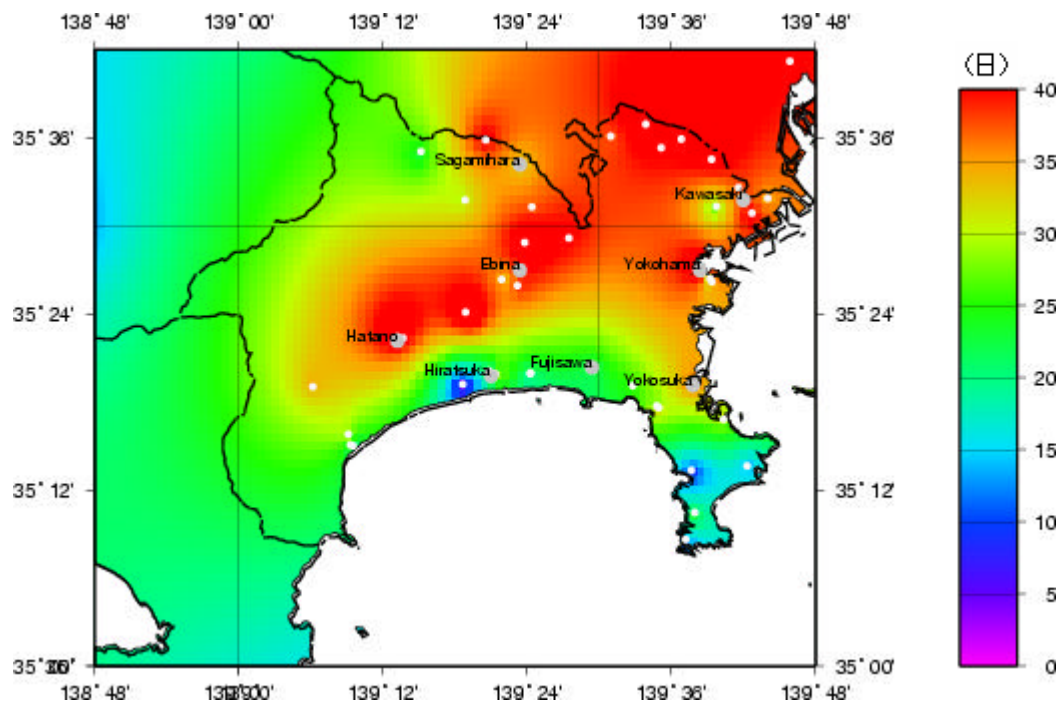 138˚48' 139˚00' 139˚12' 139˚24' 139˚36' 139˚48'
(日)
40
35˚36' 35˚36'
Sagamihara
35
Kawasaki
30
Ebina Yokohama
25
35˚24' 35˚24'
Hatano
20
Hiratsuka Fujisawa
Yokosuka
15
35˚12' 35˚12'
10
5
35˚00' 0
138˚48' 139˚12' 139˚24' 139˚36' 139˚48'